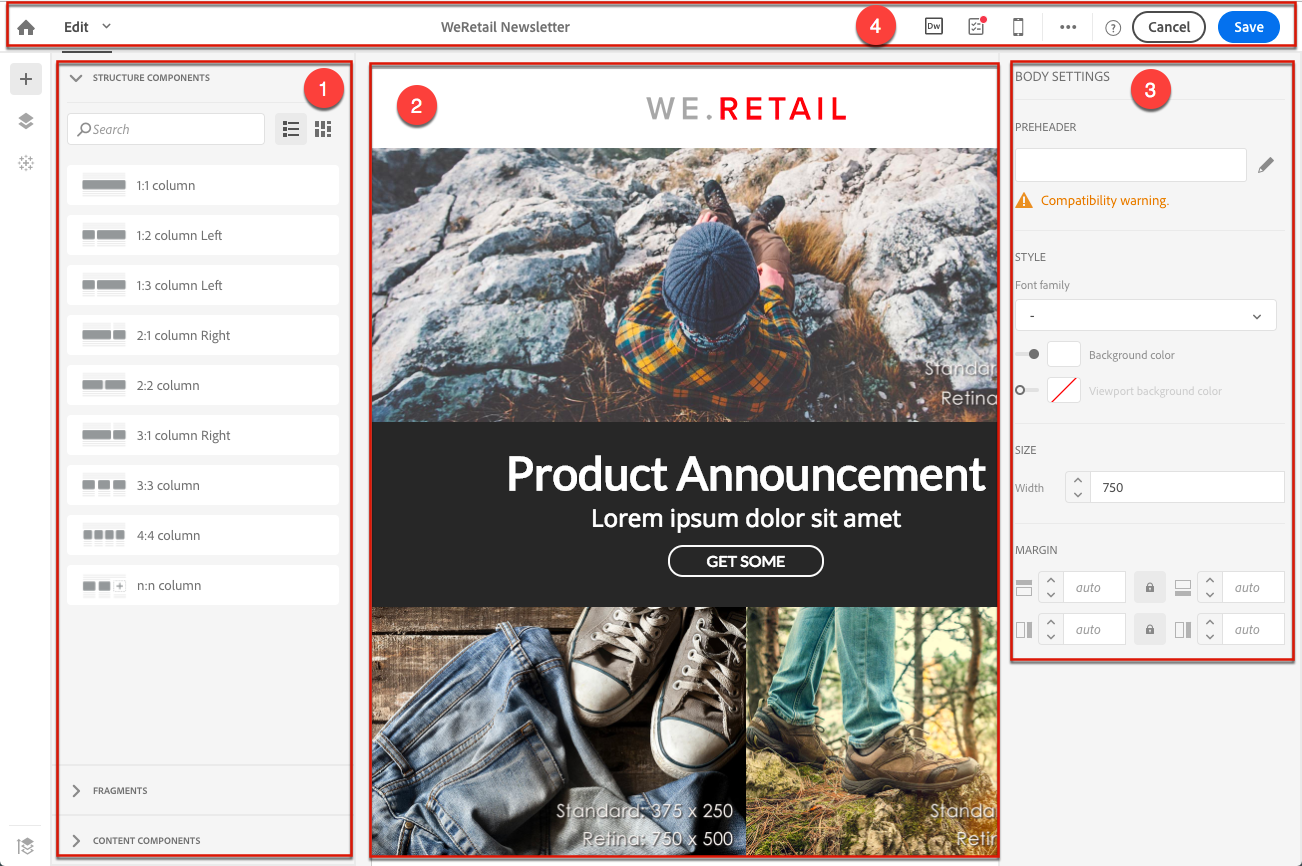 Edit
WeRetail Newsletter
4
Dw
•••
?
Cancel
Save
STRUCTURE COMPONENTS
1
Search
1:1 column
1:2 column Left
1:3 column Left
2:1 column Right
2:2 column
3:1 column Right
3:3 column
4:4 column
n:n column
FRAGMENTS
CONTENT COMPONENTS
2
WE.RETAIL
Standar
Retina
Product Announcement
Lorem ipsum dolor sit amet
GET SOME
Standard: 375 x 250
Retina: 750 x 500
Standa
Retin
BODY SETTINGS
3
PREHEADER
Compatibility warning.
STYLE
Font family
-
Background color
Viewport background color
SIZE
Width
750
MARGIN
auto
auto
auto
auto